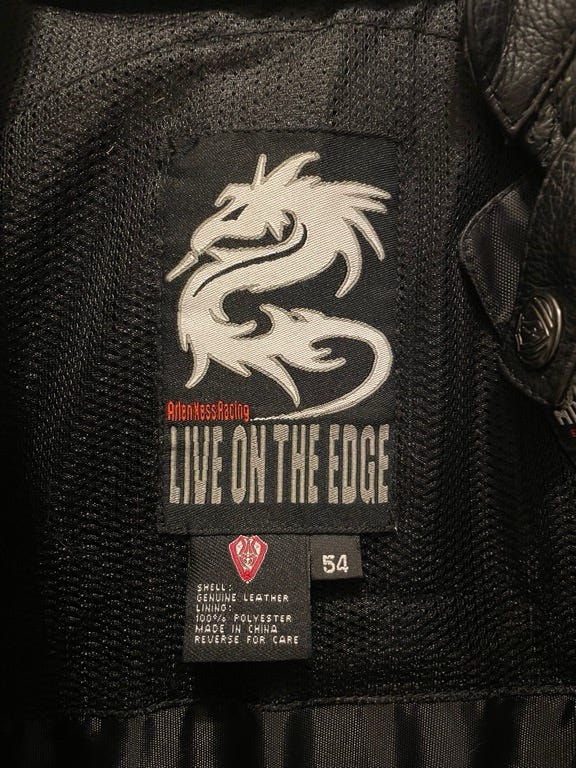 Arlen Ness Racing
LIVE ON THE EDGE
54
SHELL:
GENUINE LEATHER
LINING:
100% POLYESTER
MADE IN CHINA
REVERSE FOR CARE